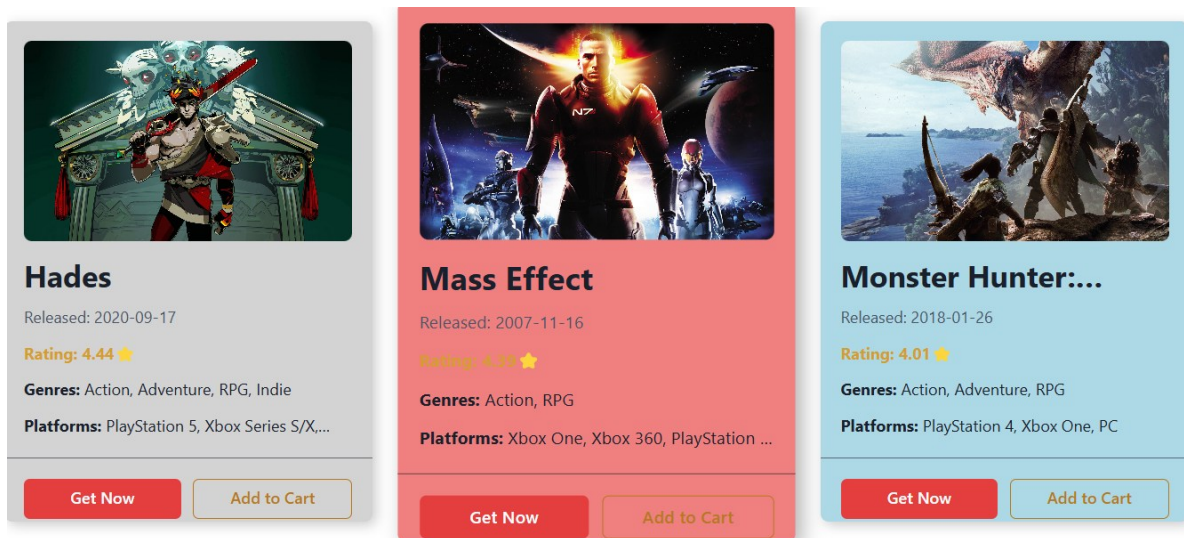 Hades
Released: 2020-09-17
Rating: 4.44
Genres: Action, Adventure, RPG, Indie
Platforms: PlayStation 5, Xbox Series S/X,...
Get Now
Add to Cart
N7
Mass Effect
Released: 2007-11-16
Rating:
Genres: Action, RPG
Platforms: Xbox One, Xbox 360, PlayStation ...
Get Now
Add to Cart
Monster Hunter:...
Released: 2018-01-26
Rating: 4.01
Genres: Action, Adventure, RPG
Platforms: PlayStation 4, Xbox One, PC
Get Now
Add to Cart